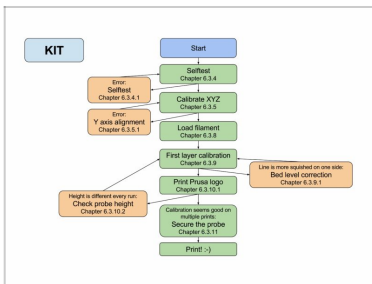 KIT
Start
Selftest
Chapter 6.3.4
Error:
Selftest
Chapter 6.3.4.1
Calibrate XYZ
Chapter 6.3.5
Error:
Y axis alignment
Chapter 6.3.5.1
Load filament
Chapter 6.3.8
First layer calibration
Chapter 6.3.9
Line is more squished on one side:
Bed level correction
Chapter 6.3.9.1
Print Prusa logo
Chapter 6.3.10.1
Height is different every run:
Check probe height
Chapter 6.3.10.2
Calibration seems good on
multiple prints:
Secure the probe
Chapter 6.3.11
Print! :-)